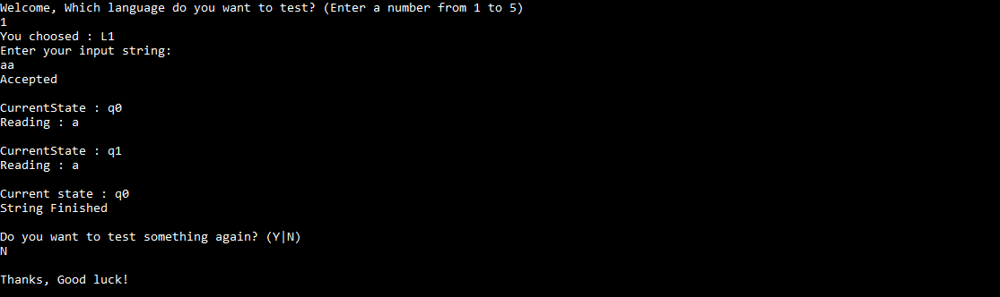 Welcome, Which language do you want to test? (Enter a number from 1 to 5)
1
You choosed : L1
Enter your input string:
aa
Accepted
CurrentState : q0
Reading : a
CurrentState : q1
Reading : a
Current state : q0
String Finished
Do you want to test something again? (Y|N)
N
Thanks, Good luck!